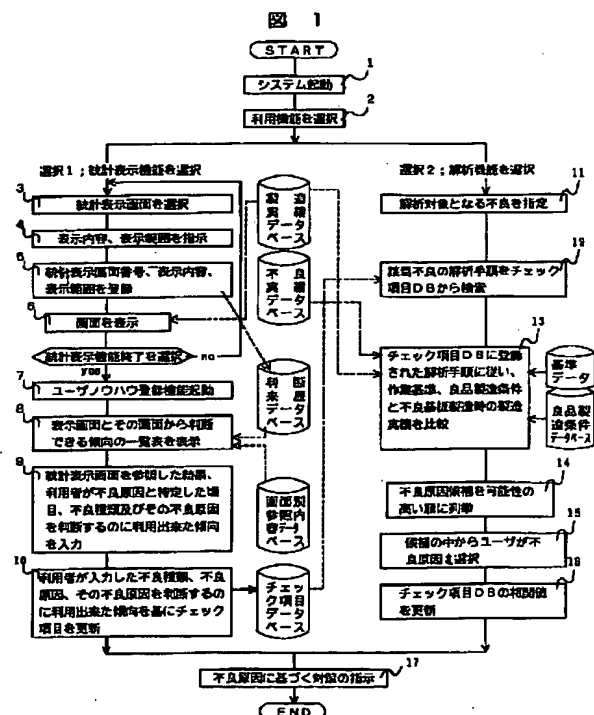 図 1
START
1
システム起動
2
利用機能を選択
選択1；統計表示機能を選択
3
統計表示画面を選択
4
表示内容、表示範囲を指示
5
統計表示画面番号、表示内容、
表示範囲を登録
6
画面を表示
統計表示機能終了を選択
no
yes
7
ユーザノウハウ登録機能起動
8
表示画面とその画面から判断
できる傾向の一覧表を表示
9
統計表示画面を参照した結果、
利用者が不良原因と特定した項
目、不良種類及びその不良原因
を判断するのに利用出来た傾向
を入力
10
利用者が入力した不良種類、不良
原因、その不良原因を判断するの
に利用出来た傾向を基にチェック
項目を更新
製造
実績
データ
ベース
不良
実績
データ
ベース
判断
来歴
データ
ベース
画面別
参照内
容データ
ベース
チェッ
ク項目
データ
ベース
選択2；解析機能を選択
11
解析対象となる不良を指定
12
該当不良の解析手順をチェック
項目DBから検索
13
チェック項目DBに登録
された解析手順に従い、
作業基準、良品製造条件
と不良基板製造時の製造
実績を比較
基準
データ
良品製
造条件
データベース
14
不良原因候補を可能性の
高い順に列挙
15
候補の中からユーザが不
良原因を選択
16
チェック項目DBの相関値
を更新
17
不良原因に基づく対策の指示
END